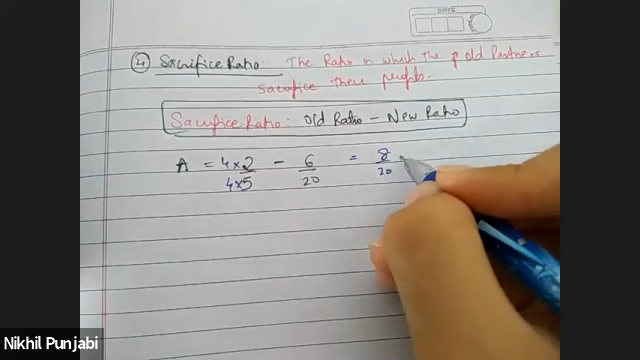 DATE
4 Sacrifice Ratio: The Ratio in which the old Partners
sacrifice their profits.
Sacrifice Ratio: Old Ratio - New Ratio
A = 4×2/4×5 - 6/20 = 8/20
Nikhil Punjabi